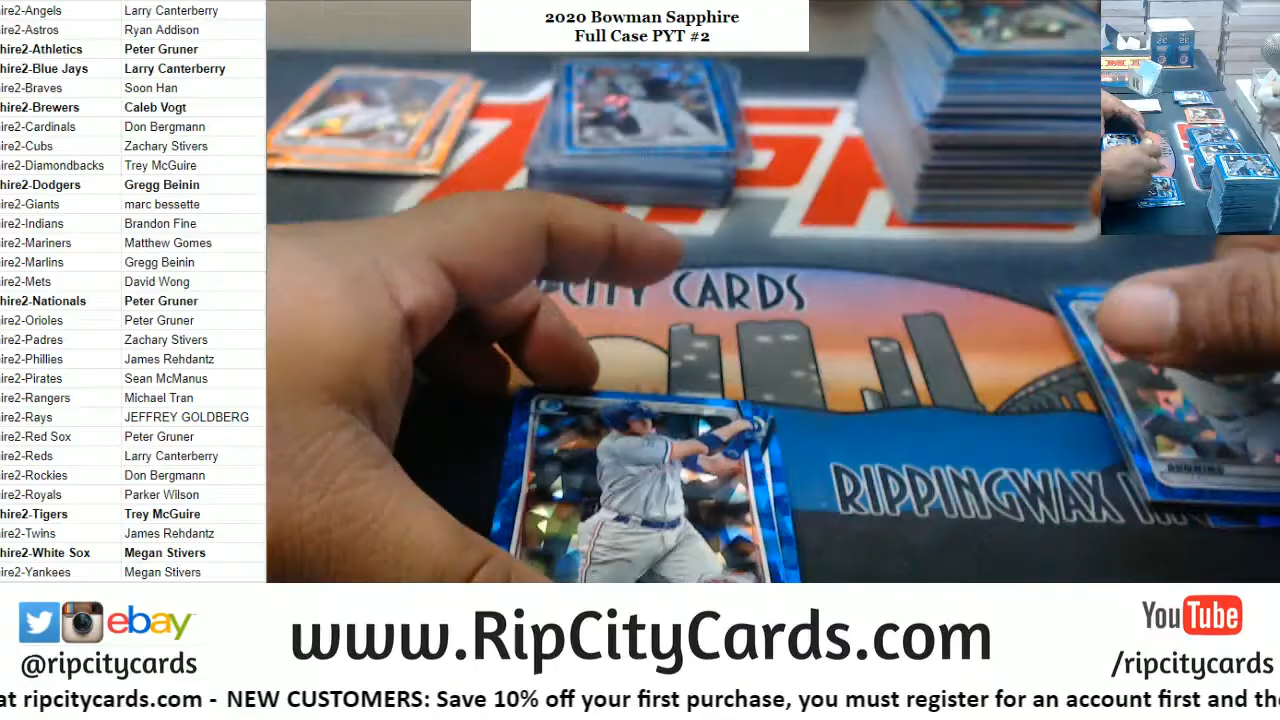 2020 Bowman Sapphire
Full Case PYT #2
ire2-Angels Larry Canterberry
ire2-Astros Ryan Addison
hire2-Athletics Peter Gruner
hire2-Blue Jays Larry Canterberry
ire2-Braves Soon Han
hire2-Brewers Caleb Vogt
ire2-Cardinals Don Bergmann
ire2-Cubs Zachary Stivers
ire2-Diamondbacks Trey McGuire
hire2-Dodgers Gregg Beinin
ire2-Giants marc bessette
ire2-Indians Brandon Fine
ire2-Mariners Matthew Gomes
ire2-Marlins Gregg Beinin
ire2-Mets David Wong
hire2-Nationals Peter Gruner
ire2-Orioles Peter Gruner
ire2-Padres Zachary Stivers
ire2-Phillies James Rehdantz
ire2-Pirates Sean McManus
ire2-Rangers Michael Tran
ire2-Rays JEFFREY GOLDBERG
ire2-Red Sox Peter Gruner
ire2-Reds Larry Canterberry
ire2-Rockies Don Bergmann
ire2-Royals Parker Wilson
hire2-Tigers Trey McGuire
ire2-Twins James Rehdantz
hire2-White Sox Megan Stivers
ire2-Yankees Megan Stivers
CITY CARDS
RIPPINGWAX
ebay
@ripcitycards
www.RipCityCards.com
YouTube
/ripcitycards
at ripcitycards.com - NEW CUSTOMERS: Save 10% off your first purchase, you must register for an account first and the